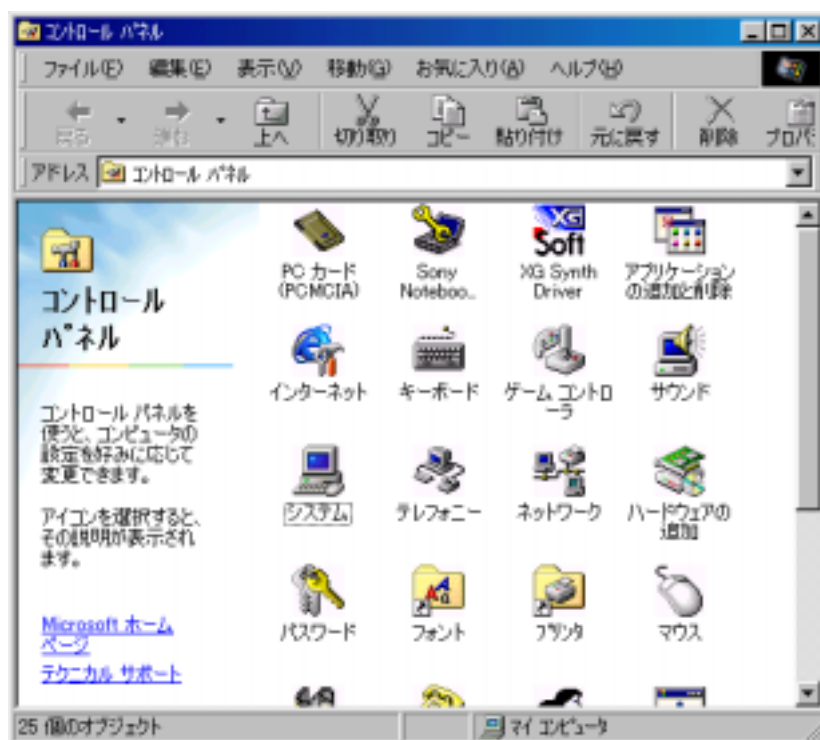 コントロール パネル
ファイル(F) 編集(E) 表示(V) 移動(G) お気に入り(A) ヘルプ(H)
戻る 進む 上へ 切り取り コピー 貼り付け 元に戻す 削除 プロパ
アドレス コントロール パネル
コントロール
パネル
コントロール パネルを
使うと、コンピュータの
設定を好みに応じて
変更できます。
アイコンを選択すると、
その説明が表示され
ます。
Microsoft ホーム
ページ
テクニカル サポート
PC カード
(PCMCIA)
Sony
Noteboo...
XG
Soft
XG Synth
Driver
アプリケーション
の追加と削除
インターネット
キーボード
ゲーム コントロ
ーラ
サウンド
システム
テレフォニー
ネットワーク
ハードウェアの
追加
パスワード
フォント
プリンタ
マウス
25 個のオブジェクト
マイ コンピュータ